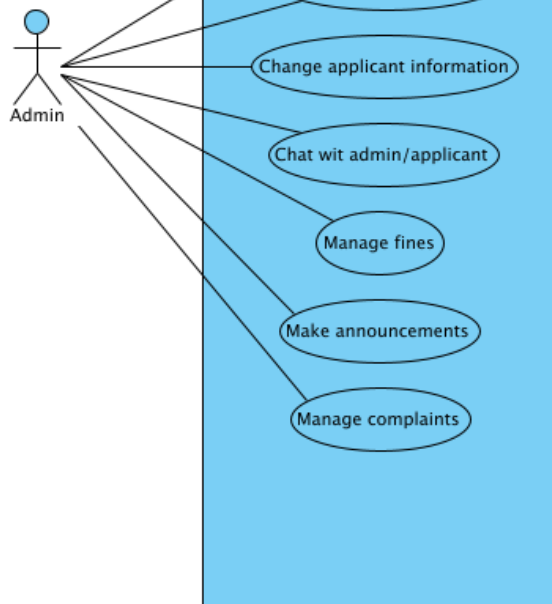 Change applicant information
Admin
Chat wit admin/applicant
Manage fines
Make announcements
Manage complaints